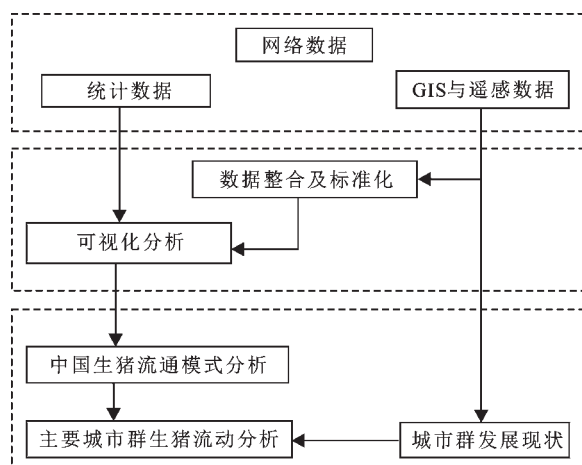 网络数据
统计数据
GIS与遥感数据
数据整合及标准化
可视化分析
中国生猪流通模式分析
主要城市群生猪流动分析
城市群发展现状